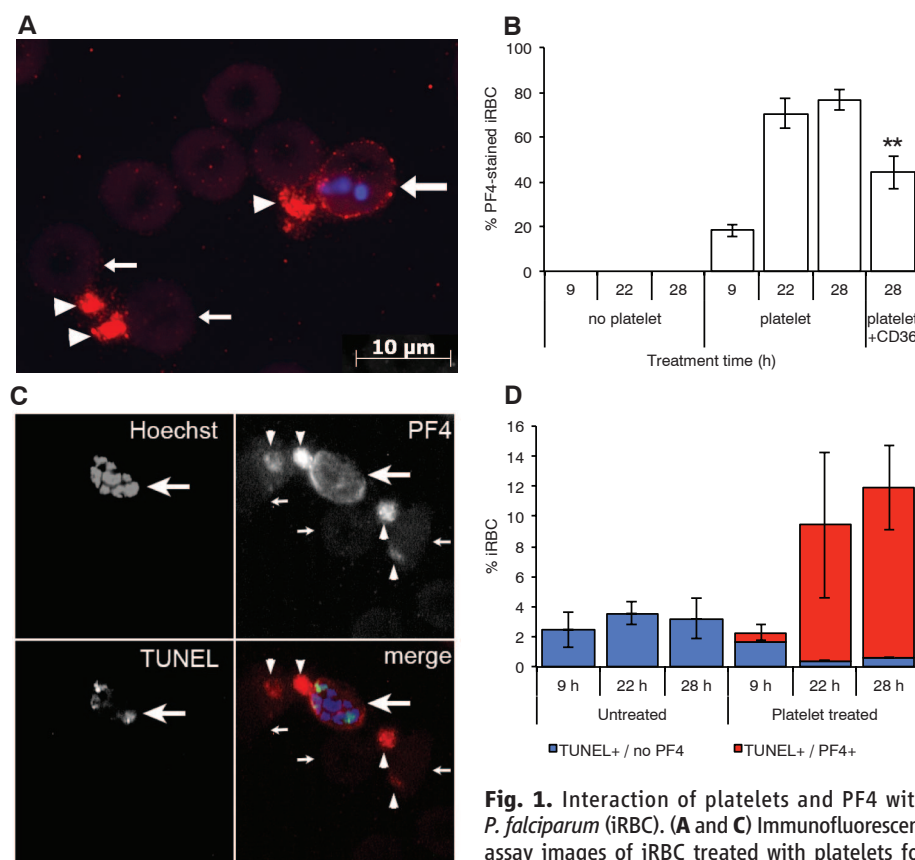 A
10 µm
B
100
80
60
40
20
0
% PF4-stained iRBC
**
9 22 28 9 22 28 28
no platelet platelet platelet
+CD36
Treatment time (h)
C
Hoechst
PF4
TUNEL
merge
D
16
14
12
10
8
6
4
2
0
% iRBC
9 h 22 h 28 h 9 h 22 h 28 h
Untreated Platelet treated
TUNEL+ / no PF4 TUNEL+ / PF4+
Fig. 1. Interaction of platelets and PF4 with
P. falciparum (iRBC). (A and C) Immunofluorescen
assay images of iRBC treated with platelets fo